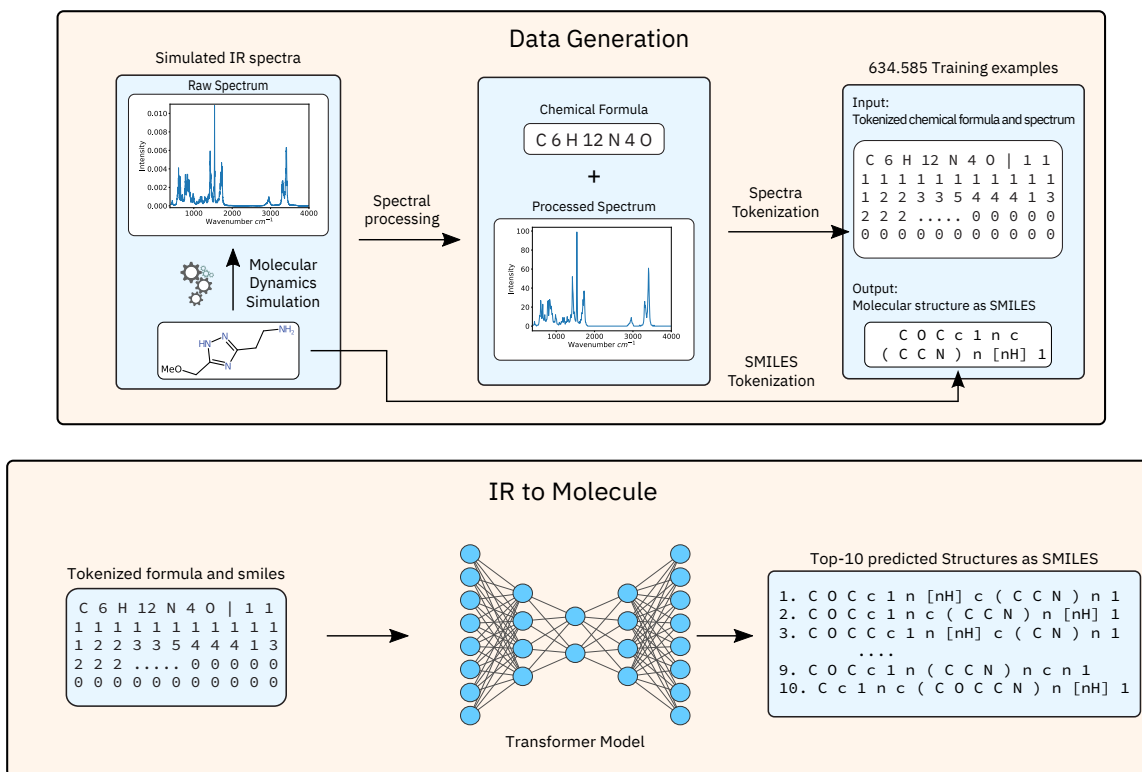 Data Generation
Simulated IR spectra
Raw Spectrum
0.010
0.008
0.006
0.004
0.002
0.000
Intensity
1000 2000 3000 4000
Wavenumber cm⁻¹
Molecular
Dynamics
Simulation
NH₂
N
HN
N
MeO
Spectral
processing
Chemical Formula
C 6 H 12 N 4 O
+
Processed Spectrum
100
80
60
40
20
0
Intensity
1000 2000 3000 4000
Wavenumber cm⁻¹
Spectra
Tokenization
SMILES
Tokenization
634.585 Training examples
Input:
Tokenized chemical formula and spectrum
C 6 H 12 N 4 O | 1 1
1 1 1 1 1 1 1 1 1 1 1
1 2 2 3 3 5 4 4 4 1 3
2 2 2 ..... 0 0 0 0 0
0 0 0 0 0 0 0 0 0 0 0
Output:
Molecular structure as SMILES
C O C c 1 n c
( C C N ) n [nH] 1
IR to Molecule
Tokenized formula and smiles
C 6 H 12 N 4 O | 1 1
1 1 1 1 1 1 1 1 1 1 1
1 2 2 3 3 5 4 4 4 1 3
2 2 2 ..... 0 0 0 0 0
0 0 0 0 0 0 0 0 0 0 0
Transformer Model
Top-10 predicted Structures as SMILES
1. C O C c 1 n [nH] c ( C C N ) n 1
2. C O C c 1 n c ( C C N ) n [nH] 1
3. C O C C c 1 n [nH] c ( C N ) n 1
....
9. C O C c 1 n ( C C N ) n c n 1
10. C c 1 n c ( C O C C N ) n [nH] 1